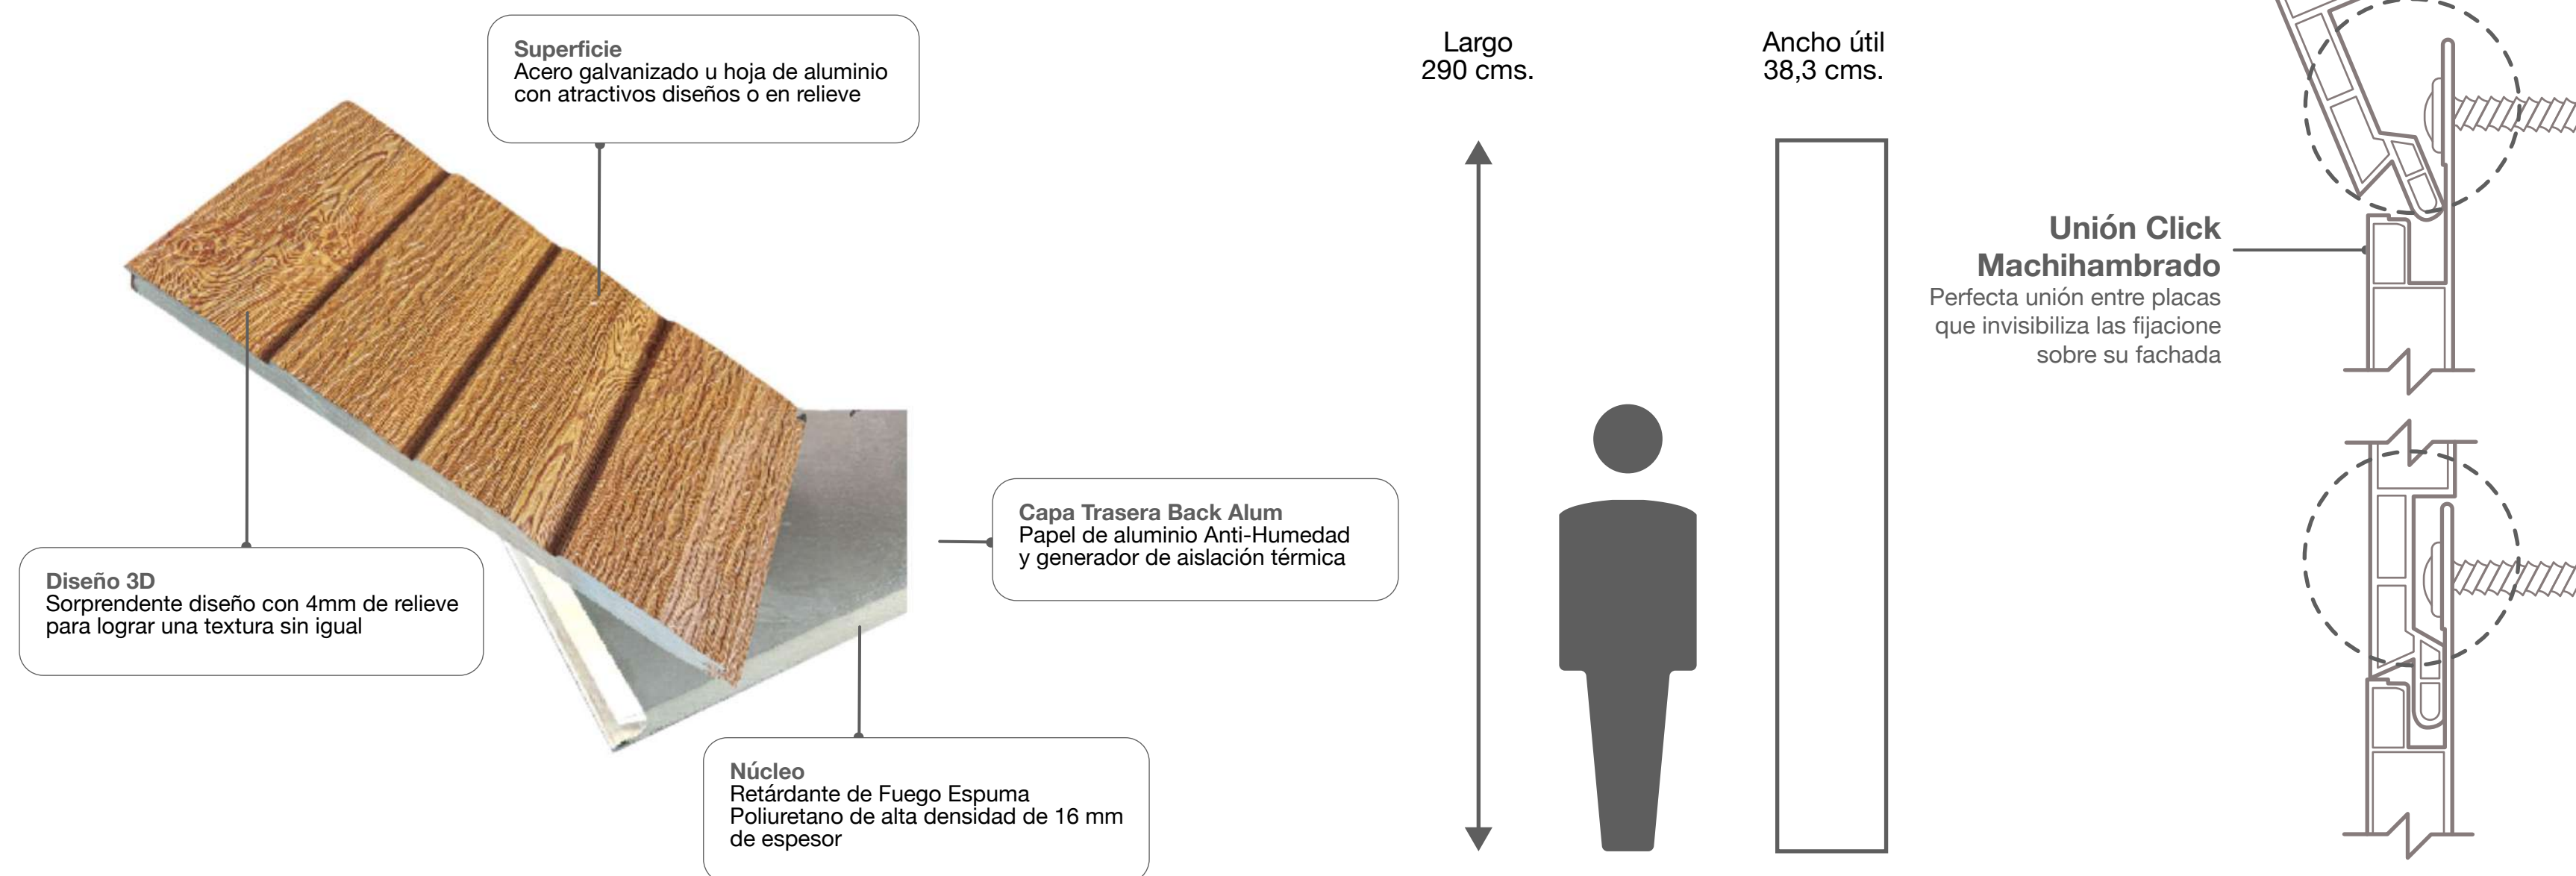 Superficie
Acero galvanizado u hoja de aluminio
con atractivos diseños o en relieve
Diseño 3D
Sorprendente diseño con 4mm de relieve
para lograr una textura sin igual
Capa Trasera Back Alum
Papel de aluminio Anti-Humedad
y generador de aislación térmica
Núcleo
Retárdante de Fuego Espuma
Poliuretano de alta densidad de 16 mm
de espesor
Largo
290 cms.
Ancho útil
38,3 cms.
Unión Click
Machihambrado
Perfecta unión entre placas
que invisibiliza las fijacione
sobre su fachada